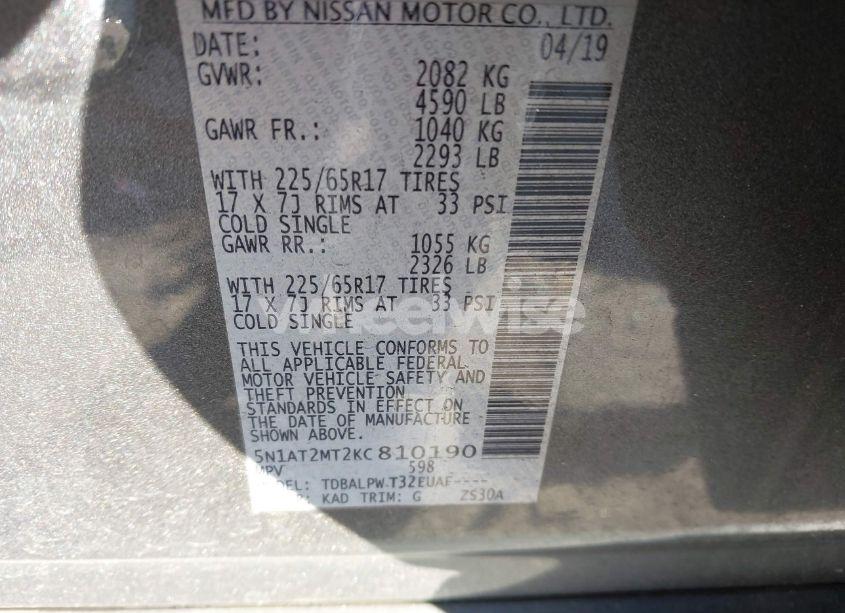 MFD BY NISSAN MOTOR CO., LTD.
DATE: 04/19
GVWR: 2082 KG
4590 LB
GAWR FR.: 1040 KG
2293 LB
WITH 225/65R17 TIRES
17 X 7J RIMS AT 33 PSI
COLD SINGLE
GAWR RR.: 1055 KG
2326 LB
WITH 225/65R17 TIRES
17 X 7J RIMS AT 33 PSI
COLD SINGLE
wheelwise
THIS VEHICLE CONFORMS TO
ALL APPLICABLE FEDERAL
MOTOR VEHICLE SAFETY AND
THEFT PREVENTION
STANDARDS IN EFFECT ON
THE DATE OF MANUFACTURE
SHOWN ABOVE.
5N1AT2MT2KC810190
MPV 598
TDBALPW T32EUAF----
KAD TRIM: G ZS30A